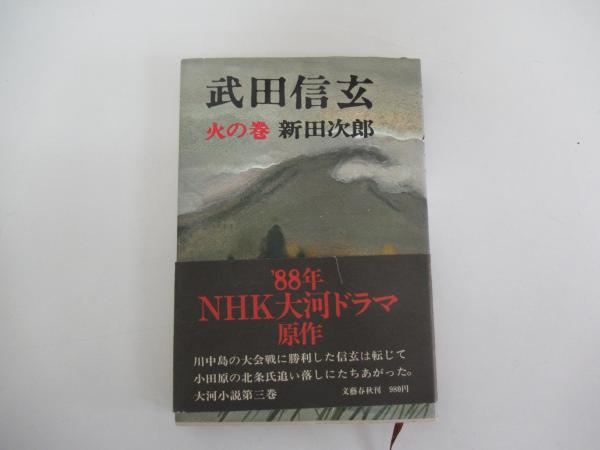 武田信玄
火の巻 新田次郎
'88年
NHK大河ドラマ
原作
川中島の大会戦に勝利した信玄は転じて
小田原の北条氏追い落しにたちあがった。
大河小説第三巻 文藝春秋刊 980円